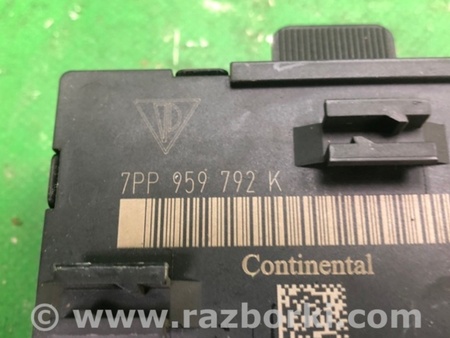 7PP 959 792 K
Continental
© www.razborki.com